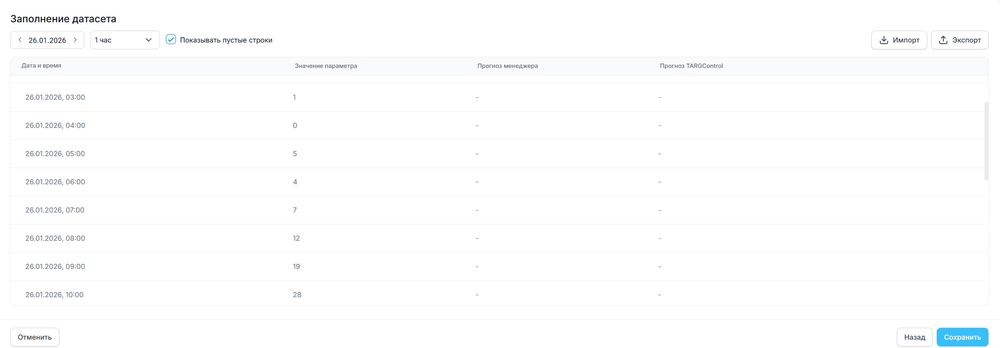 Заполнение датасета
26.01.2026 1 час Показывать пустые строки Импорт Экспорт
Дата и время Значение параметра Прогноз менеджера Прогноз TARGControl
26.01.2026, 03:00 1 - -
26.01.2026, 04:00 0 - -
26.01.2026, 05:00 5 - -
26.01.2026, 06:00 4 - -
26.01.2026, 07:00 7 - -
26.01.2026, 08:00 12 - -
26.01.2026, 09:00 19 - -
26.01.2026, 10:00 28 - -
Отменить Назад Сохранить